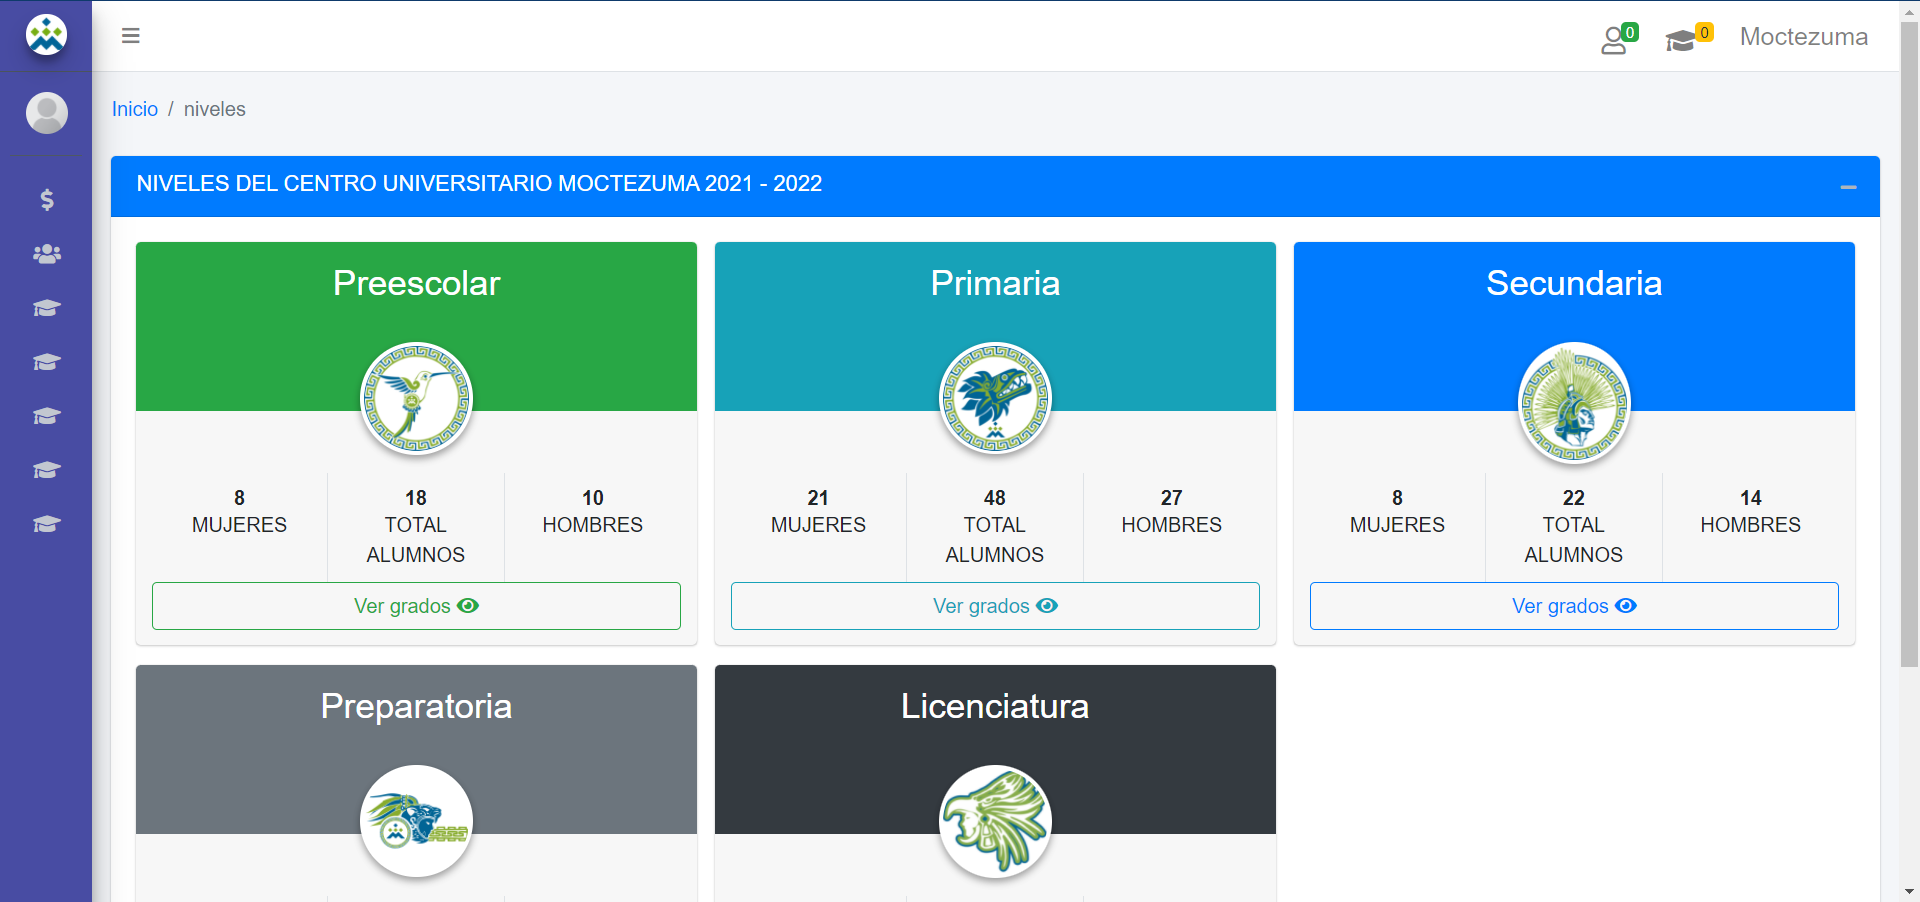 0
0
Moctezuma
Inicio / niveles
NIVELES DEL CENTRO UNIVERSITARIO MOCTEZUMA 2021 - 2022
Preescolar
8
MUJERES
18
TOTAL
ALUMNOS
10
HOMBRES
Ver grados
Primaria
21
MUJERES
48
TOTAL
ALUMNOS
27
HOMBRES
Ver grados
Secundaria
8
MUJERES
22
TOTAL
ALUMNOS
14
HOMBRES
Ver grados
Preparatoria
Licenciatura